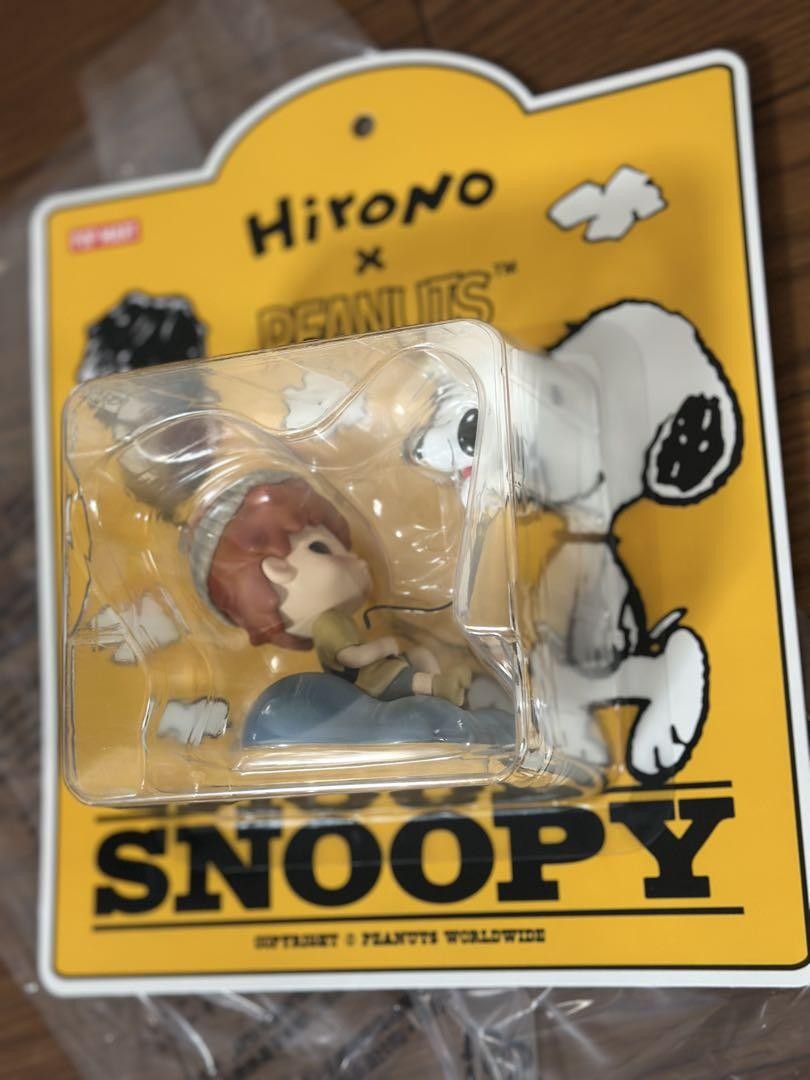 POP MART
HiroNo
×
PEANUTS™
SNOOPY
COPYRIGHT © PEANUTS WORLDWIDE